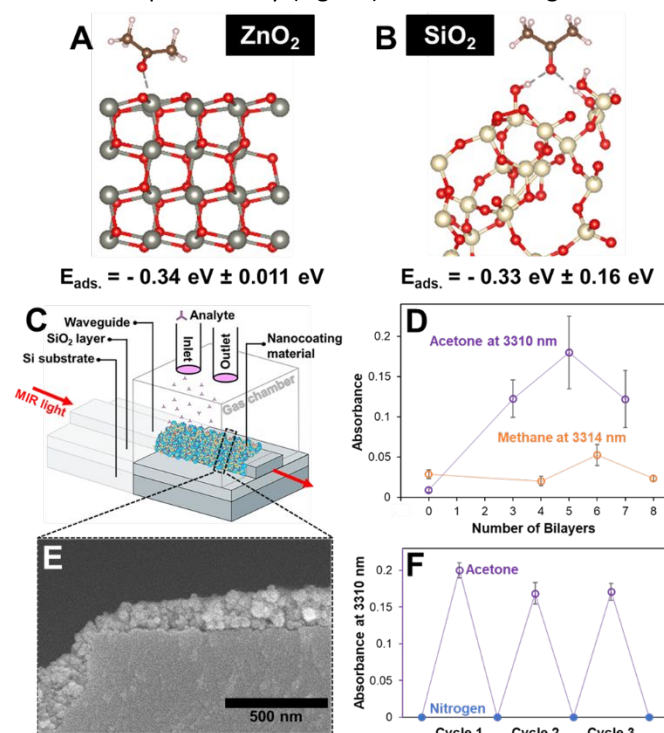 A
ZnO2
B
SiO2
Eads. = - 0.34 eV ± 0.011 eV
Eads. = - 0.33 eV ± 0.16 eV
C
Analyte
Waveguide
SiO2 layer
Si substrate
Inlet
Outlet
Nanocoating
material
Gas chamber
MIR light
D
Acetone at 3310 nm
Methane at 3314 nm
Absorbance
0.2
0.15
0.1
0.05
0
0 1 2 3 4 5 6 7 8
Number of Bilayers
E
500 nm
F
Acetone
Absorbance at 3310 nm
0.2
0.15
0.1
0.05
0
Nitrogen
Cycle 1 Cycle 2 Cycle 3